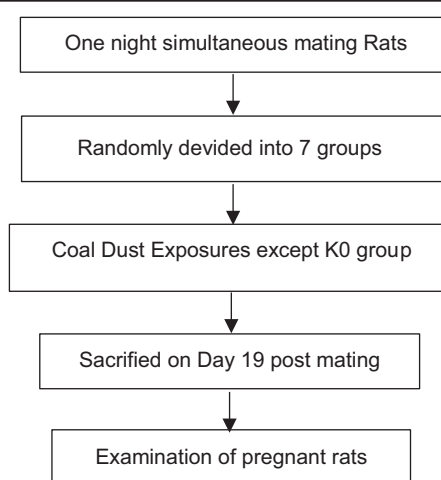 One night simultaneous mating Rats
Randomly devided into 7 groups
Coal Dust Exposures except K0 group
Sacrified on Day 19 post mating
Examination of pregnant rats